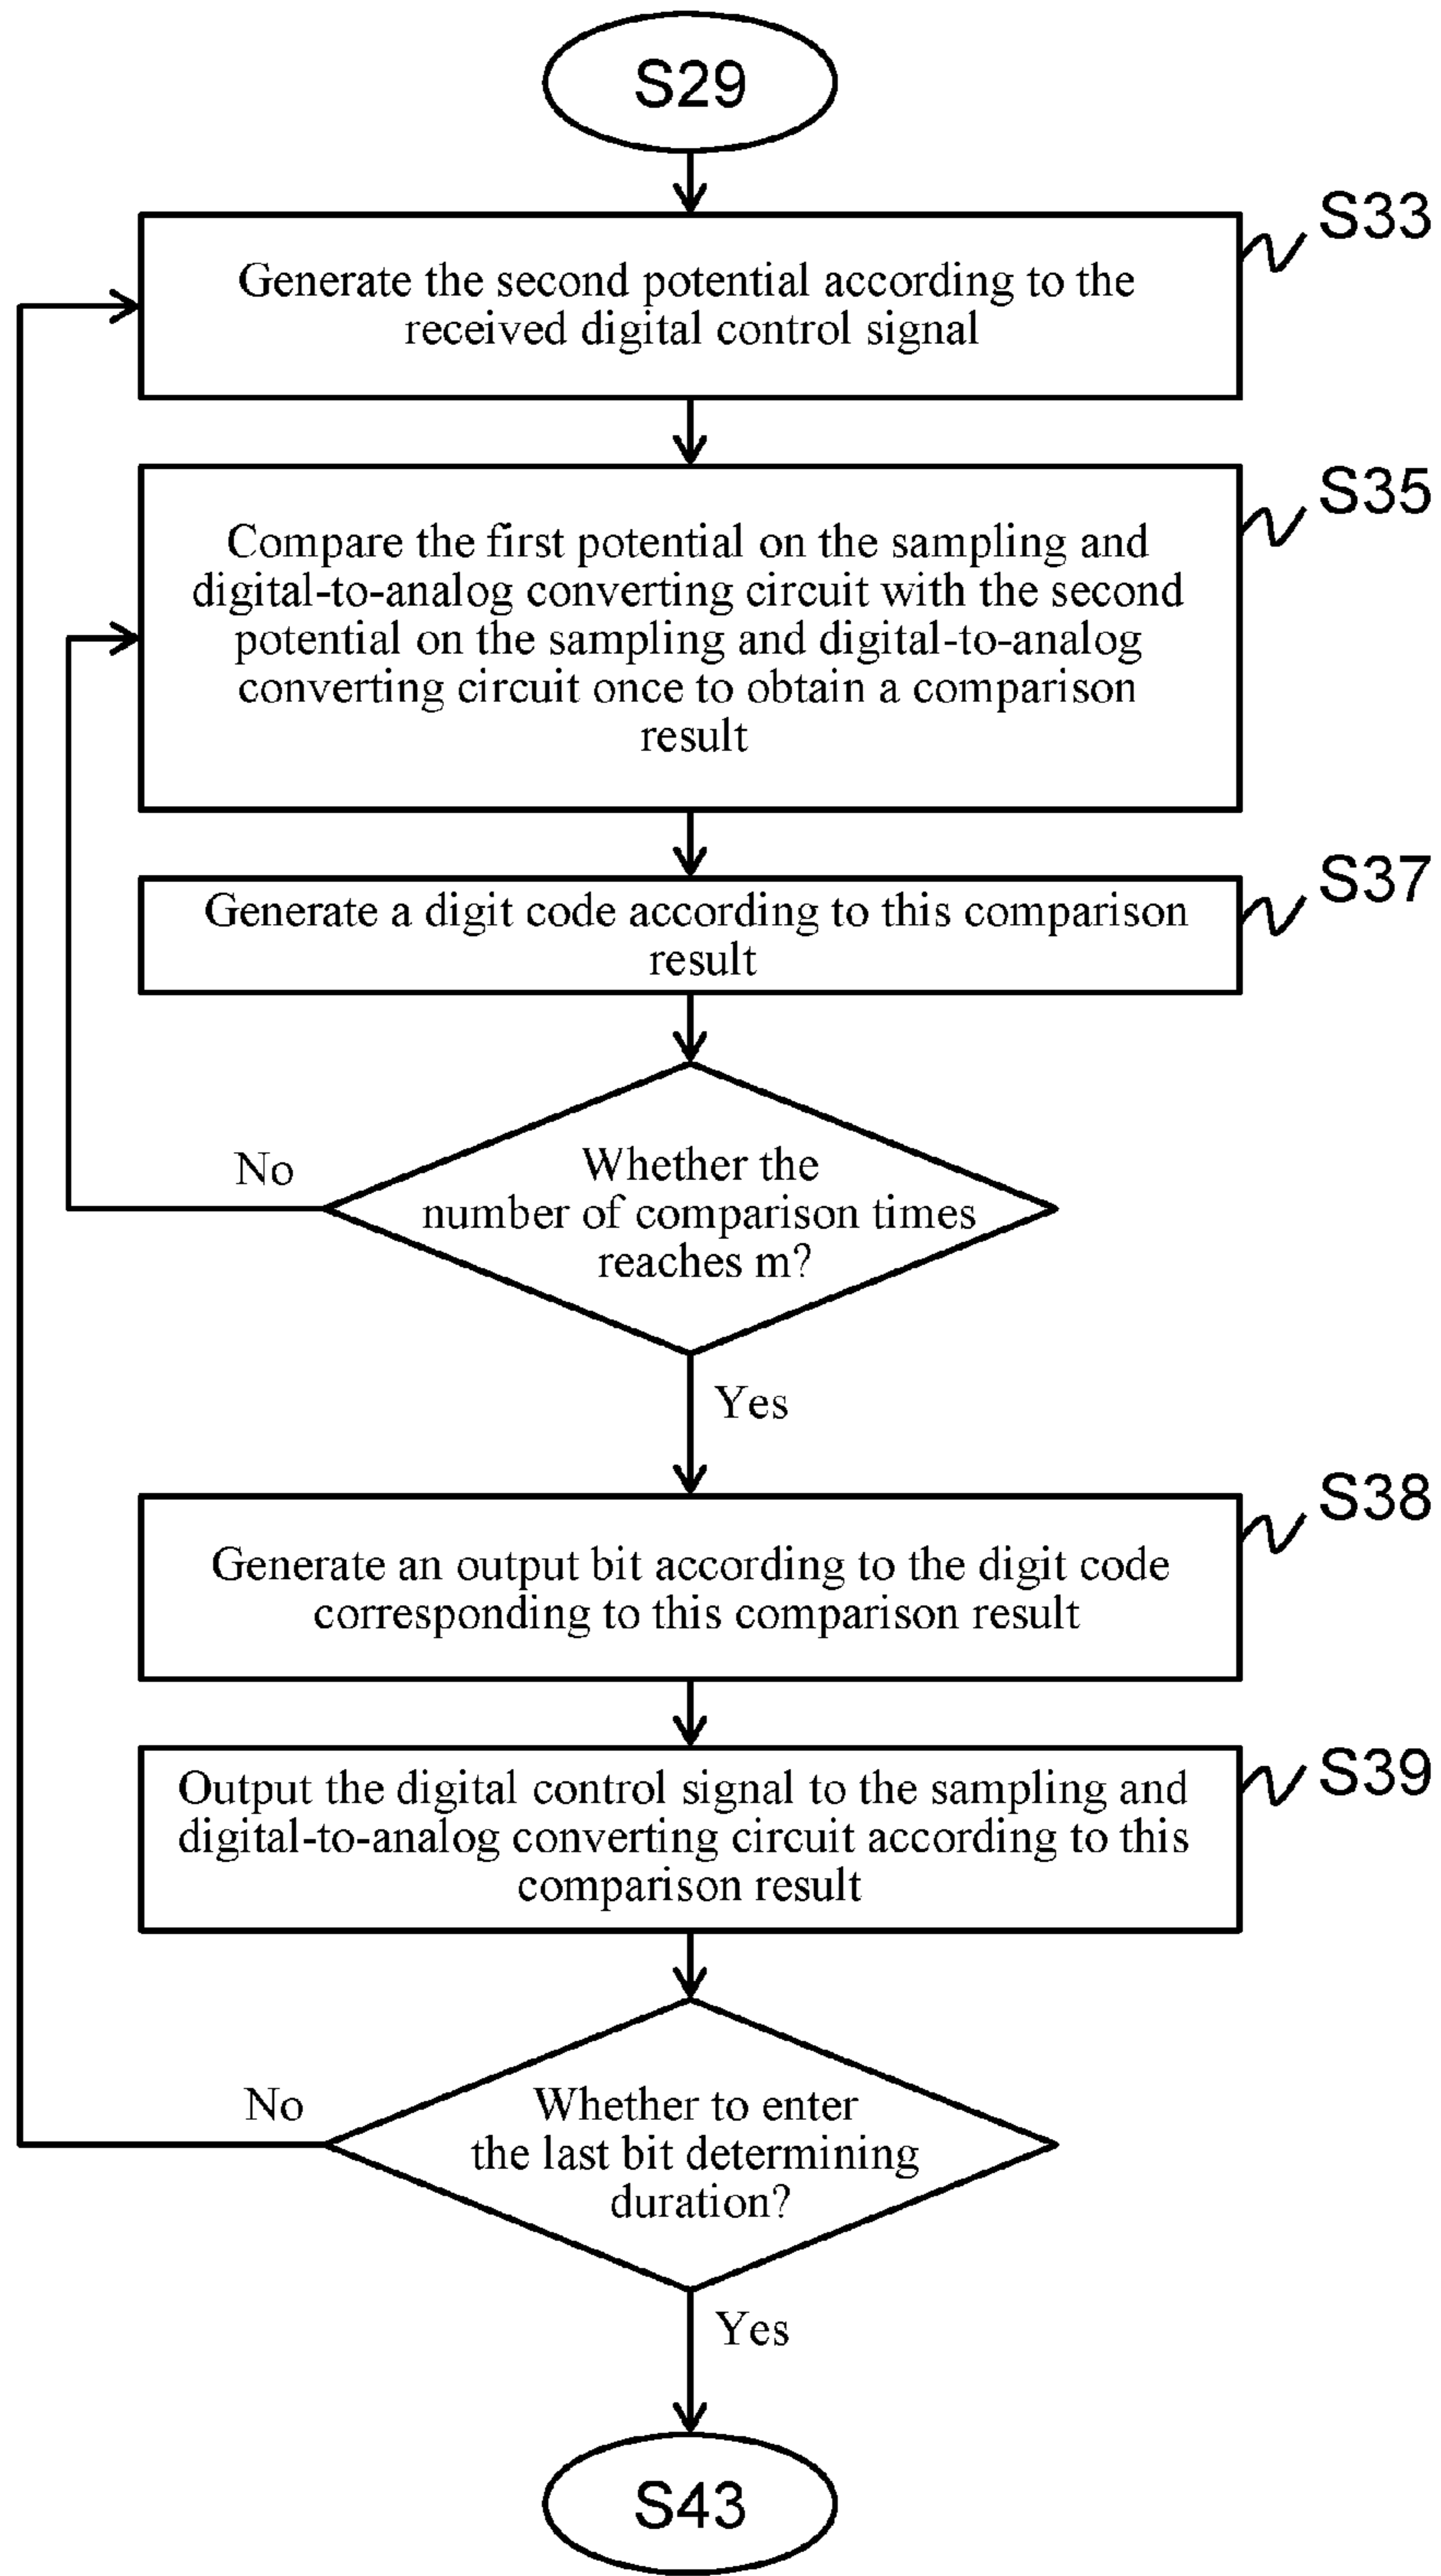 S29
S33
Generate the second potential according to the
received digital control signal
S35
Compare the first potential on the sampling and
digital-to-analog converting circuit with the second
potential on the sampling and digital-to-analog
converting circuit once to obtain a comparison
result
S37
Generate a digit code according to this comparison
result
No
Whether the
number of comparison times
reaches m?
Yes
S38
Generate an output bit according to the digit code
corresponding to this comparison result
S39
Output the digital control signal to the sampling and
digital-to-analog converting circuit according to this
comparison result
No
Whether to enter
the last bit determining
duration?
Yes
S43